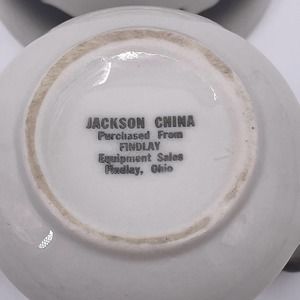 JACKSON CHINA
Purchased From
FINDLAY
Equipment Sales
Findlay, Ohio